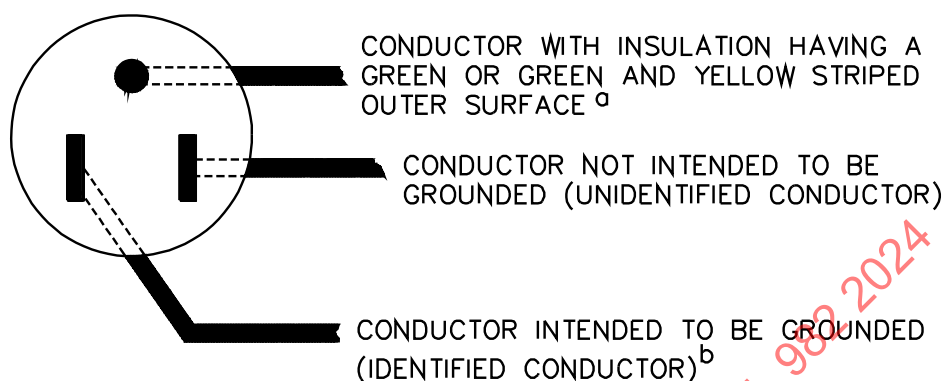 CONDUCTOR WITH INSULATION HAVING A
GREEN OR GREEN AND YELLOW STRIPED
OUTER SURFACE a
CONDUCTOR NOT INTENDED TO BE
GROUNDED (UNIDENTIFIED CONDUCTOR)
CONDUCTOR INTENDED TO BE GROUNDED
(IDENTIFIED CONDUCTOR) b
982 2024